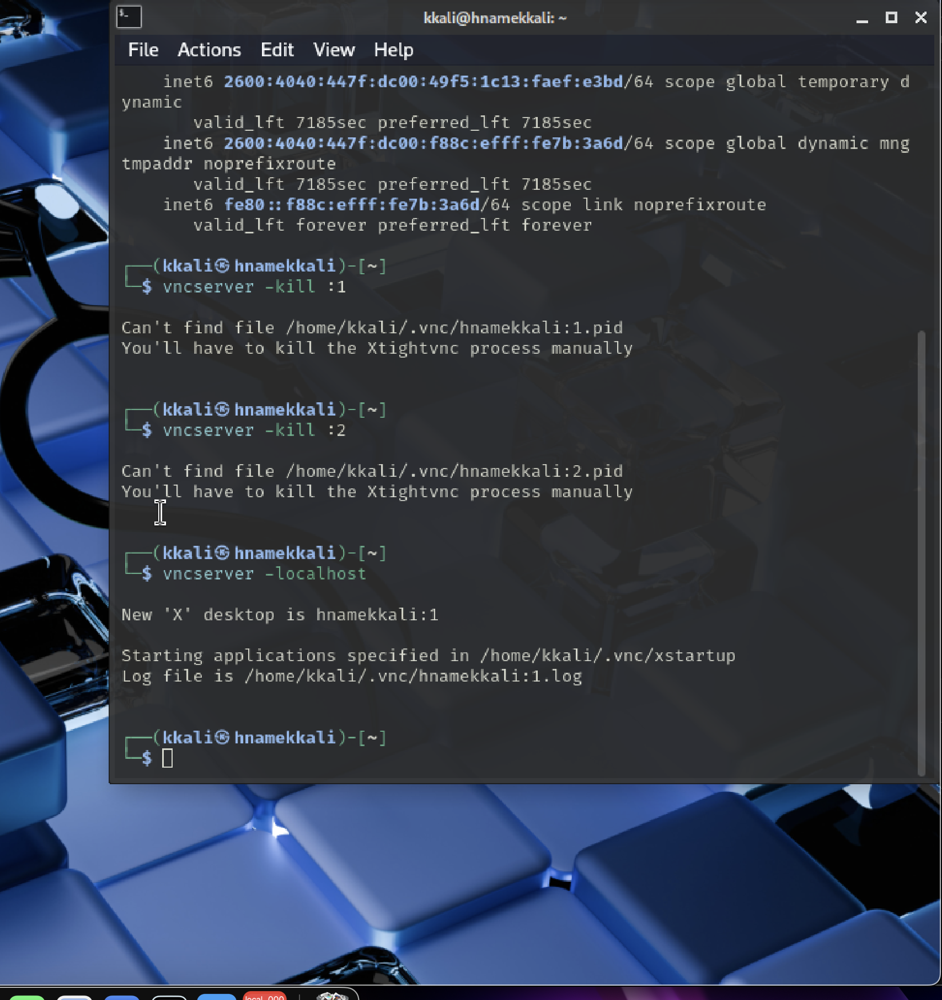 kkali@hnamekkali: ~
File Actions Edit View Help
inet6 2600:4040:447f:dc00:49f5:1c13:faef:e3bd/64 scope global temporary d
ynamic
valid_lft 7185sec preferred_lft 7185sec
inet6 2600:4040:447f:dc00:f88c:efff:fe7b:3a6d/64 scope global dynamic mng
tmpaddr noprefixroute
valid_lft 7185sec preferred_lft 7185sec
inet6 fe80::f88c:efff:fe7b:3a6d/64 scope link noprefixroute
valid_lft forever preferred_lft forever
┌──(kkali㉿hnamekkali)-[~]
└─$ vncserver -kill :1
Can't find file /home/kkali/.vnc/hnamekkali:1.pid
You'll have to kill the Xtightvnc process manually
┌──(kkali㉿hnamekkali)-[~]
└─$ vncserver -kill :2
Can't find file /home/kkali/.vnc/hnamekkali:2.pid
You'll have to kill the Xtightvnc process manually
┌──(kkali㉿hnamekkali)-[~]
└─$ vncserver -localhost
New 'X' desktop is hnamekkali:1
Starting applications specified in /home/kkali/.vnc/xstartup
Log file is /home/kkali/.vnc/hnamekkali:1.log
┌──(kkali㉿hnamekkali)-[~]
└─$